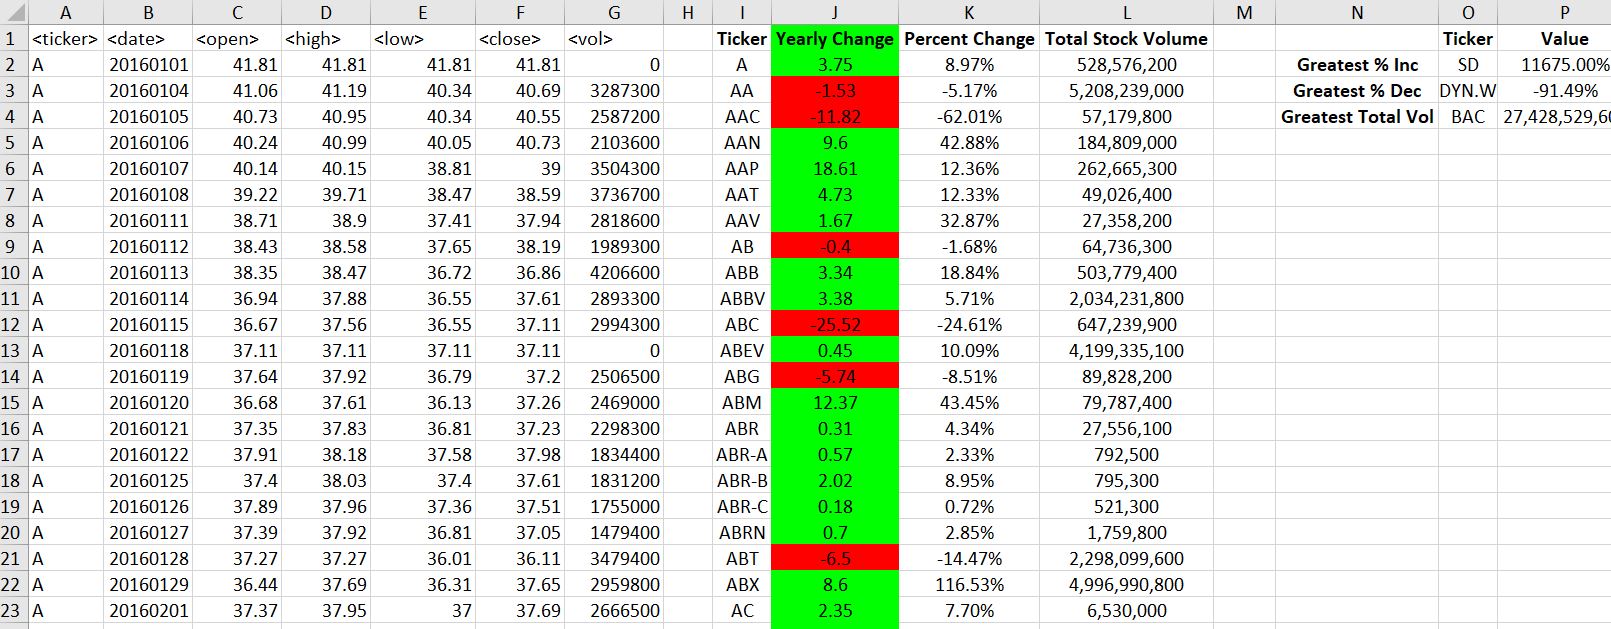 A B C D E F G H I J K L M N O P
1 <ticker> <date> <open> <high> <low> <close> <vol> Ticker Yearly Change Percent Change Total Stock Volume Ticker Value
2 A 20160101 41.81 41.81 41.81 41.81 0 A 3.75 8.97% 528,576,200 Greatest % Inc SD 11675.00%
3 A 20160104 41.06 41.19 40.34 40.69 3287300 AA -1.53 -5.17% 5,208,239,000 Greatest % Dec DYN.W -91.49%
4 A 20160105 40.73 40.95 40.34 40.55 2587200 AAC -11.82 -62.01% 57,179,800 Greatest Total Vol BAC 27,428,529,6
5 A 20160106 40.24 40.99 40.05 40.73 2103600 AAN 9.6 42.88% 184,809,000
6 A 20160107 40.14 40.15 38.81 39 3504300 AAP 18.61 12.36% 262,665,300
7 A 20160108 39.22 39.71 38.47 38.59 3736700 AAT 4.73 12.33% 49,026,400
8 A 20160111 38.71 38.9 37.41 37.94 2818600 AAV 1.67 32.87% 27,358,200
9 A 20160112 38.43 38.58 37.65 38.19 1989300 AB -0.4 -1.68% 64,736,300
10 A 20160113 38.35 38.47 36.72 36.86 4206600 ABB 3.34 18.84% 503,779,400
11 A 20160114 36.94 37.88 36.55 37.61 2893300 ABBV 3.38 5.71% 2,034,231,800
12 A 20160115 36.67 37.56 36.55 37.11 2994300 ABC -25.52 -24.61% 647,239,900
13 A 20160118 37.11 37.11 37.11 37.11 0 ABEV 0.45 10.09% 4,199,335,100
14 A 20160119 37.64 37.92 36.79 37.2 2506500 ABG -5.74 -8.51% 89,828,200
15 A 20160120 36.68 37.61 36.13 37.26 2469000 ABM 12.37 43.45% 79,787,400
16 A 20160121 37.35 37.83 36.81 37.23 2298300 ABR 0.31 4.34% 27,556,100
17 A 20160122 37.91 38.18 37.58 37.98 1834400 ABR-A 0.57 2.33% 792,500
18 A 20160125 37.4 38.03 37.4 37.61 1831200 ABR-B 2.02 8.95% 795,300
19 A 20160126 37.89 37.96 37.36 37.51 1755000 ABR-C 0.18 0.72% 521,300
20 A 20160127 37.39 37.92 36.81 37.05 1479400 ABRN 0.7 2.85% 1,759,800
21 A 20160128 37.27 37.27 36.01 36.11 3479400 ABT -6.5 -14.47% 2,298,099,600
22 A 20160129 36.44 37.69 36.31 37.65 2959800 ABX 8.6 116.53% 4,996,990,800
23 A 20160201 37.37 37.95 37 37.69 2666500 AC 2.35 7.70% 6,530,000